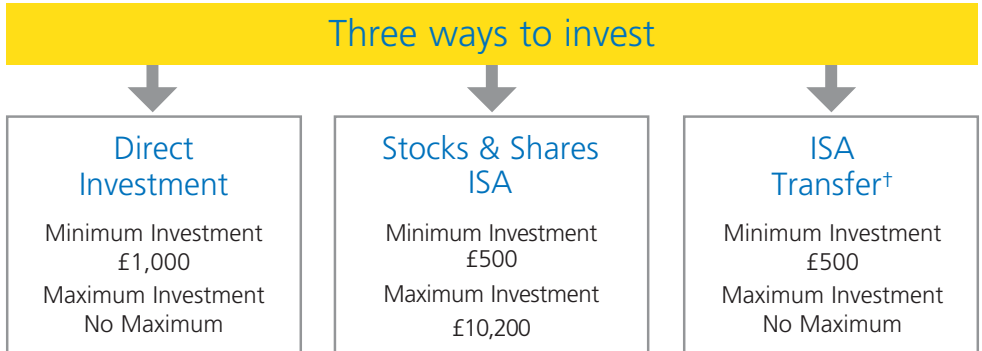 Three ways to invest
Direct
Investment
Minimum Investment
£1,000
Maximum Investment
No Maximum
Stocks & Shares
ISA
Minimum Investment
£500
Maximum Investment
£10,200
ISA
Transfer†
Minimum Investment
£500
Maximum Investment
No Maximum